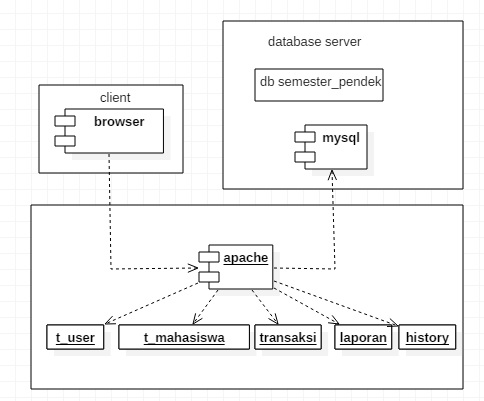 database server
db semester_pendek
client
browser
mysql
apache
t_user
t_mahasiswa
transaksi
laporan
history